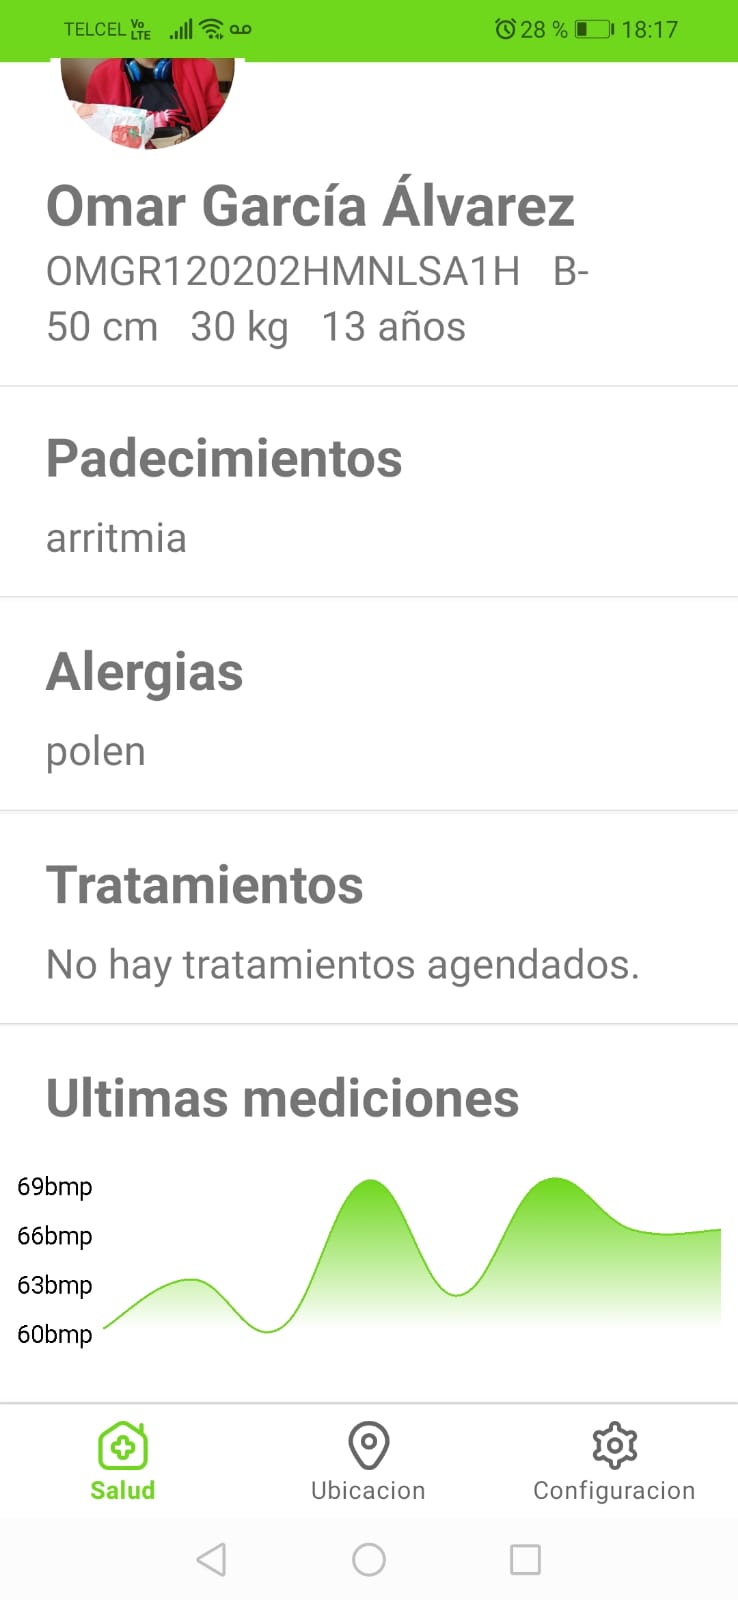 TELCEL Vo LTE 28 % 18:17
Omar García Álvarez
OMGR120202HMNLSA1H B-
50 cm 30 kg 13 años
Padecimientos
arritmia
Alergias
polen
Tratamientos
No hay tratamientos agendados.
Ultimas mediciones
69bmp
66bmp
63bmp
60bmp
Salud Ubicacion Configuracion